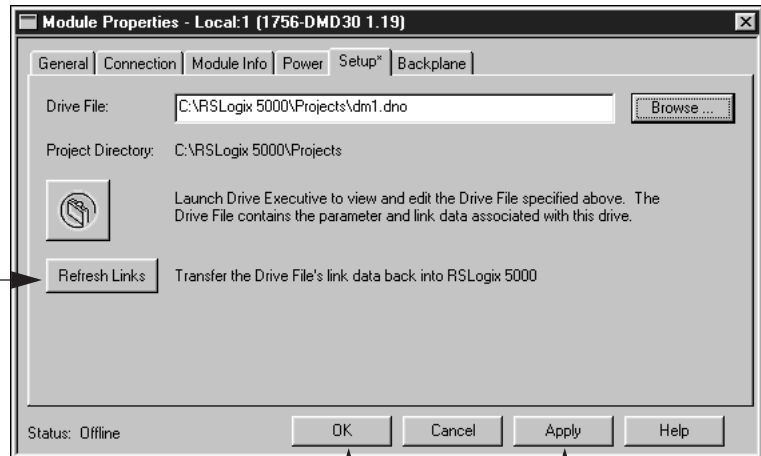 Module Properties - Local:1 (1756-DMD30 1.19)
General Connection Module Info Power Setup* Backplane
Drive File: C:\RSLogix 5000\Projects\dm1.dno Browse ...
Project Directory: C:\RSLogix 5000\Projects
Launch Drive Executive to view and edit the Drive File specified above. The
Drive File contains the parameter and link data associated with this drive.
Refresh Links Transfer the Drive File's link data back into RSLogix 5000
Status: Offline OK Cancel Apply Help